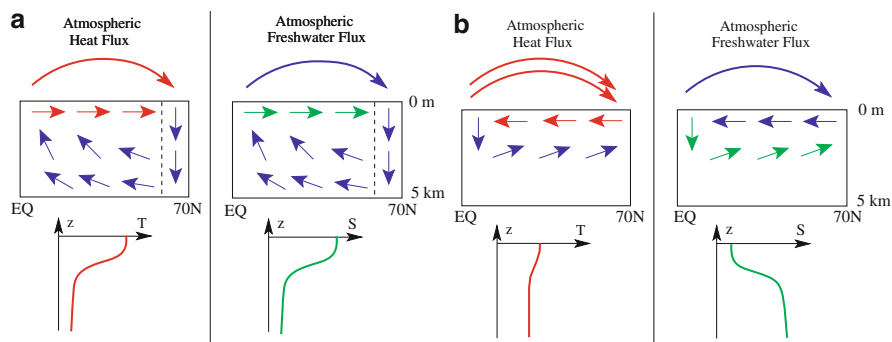 a
Atmospheric
Heat Flux
EQ
70N
z
T
Atmospheric
Freshwater Flux
0 m
5 km
EQ
70N
z
S
b
Atmospheric
Heat Flux
EQ
70N
z
T
Atmospheric
Freshwater Flux
0 m
5 km
EQ
70N
z
S